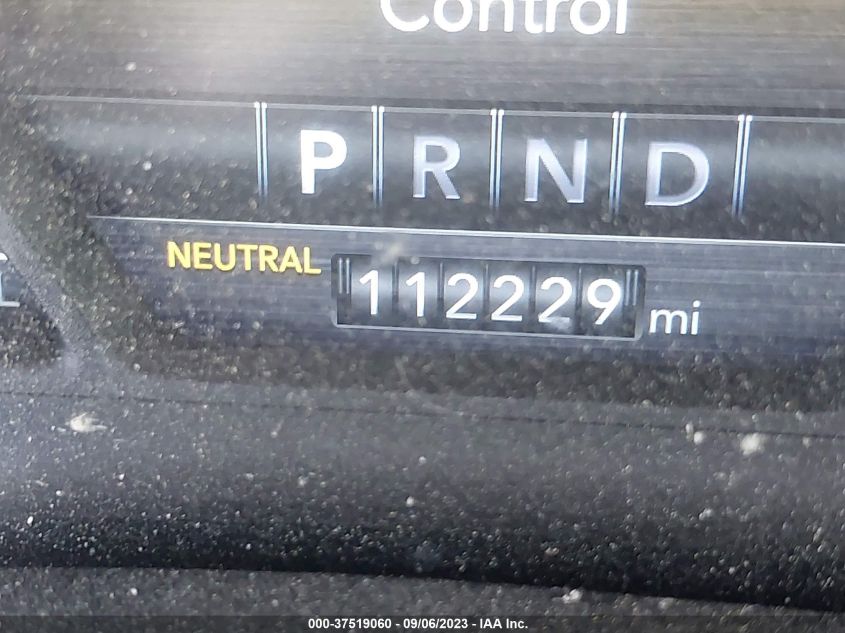 Control
P R N D
NEUTRAL 112229 mi
000-37519060 - 09/06/2023 - IAA Inc.